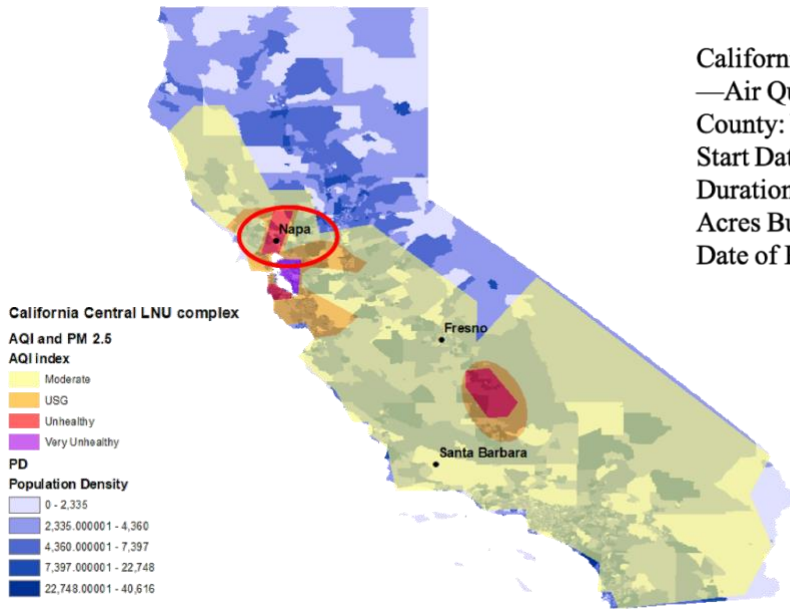 Californi
—Air Qu
County:
Start Dat
Duration
Acres Bu
Date of
Napa
Fresno
Santa Barbara
California Central LNU complex
AQI and PM 2.5
AQI index
Moderate
USG
Unhealthy
Very Unhealthy
PD
Population Density
0 - 2,335
2,335.000001 - 4,360
4,360.000001 - 7,397
7,397.000001 - 22,748
22,748.00001 - 40,616